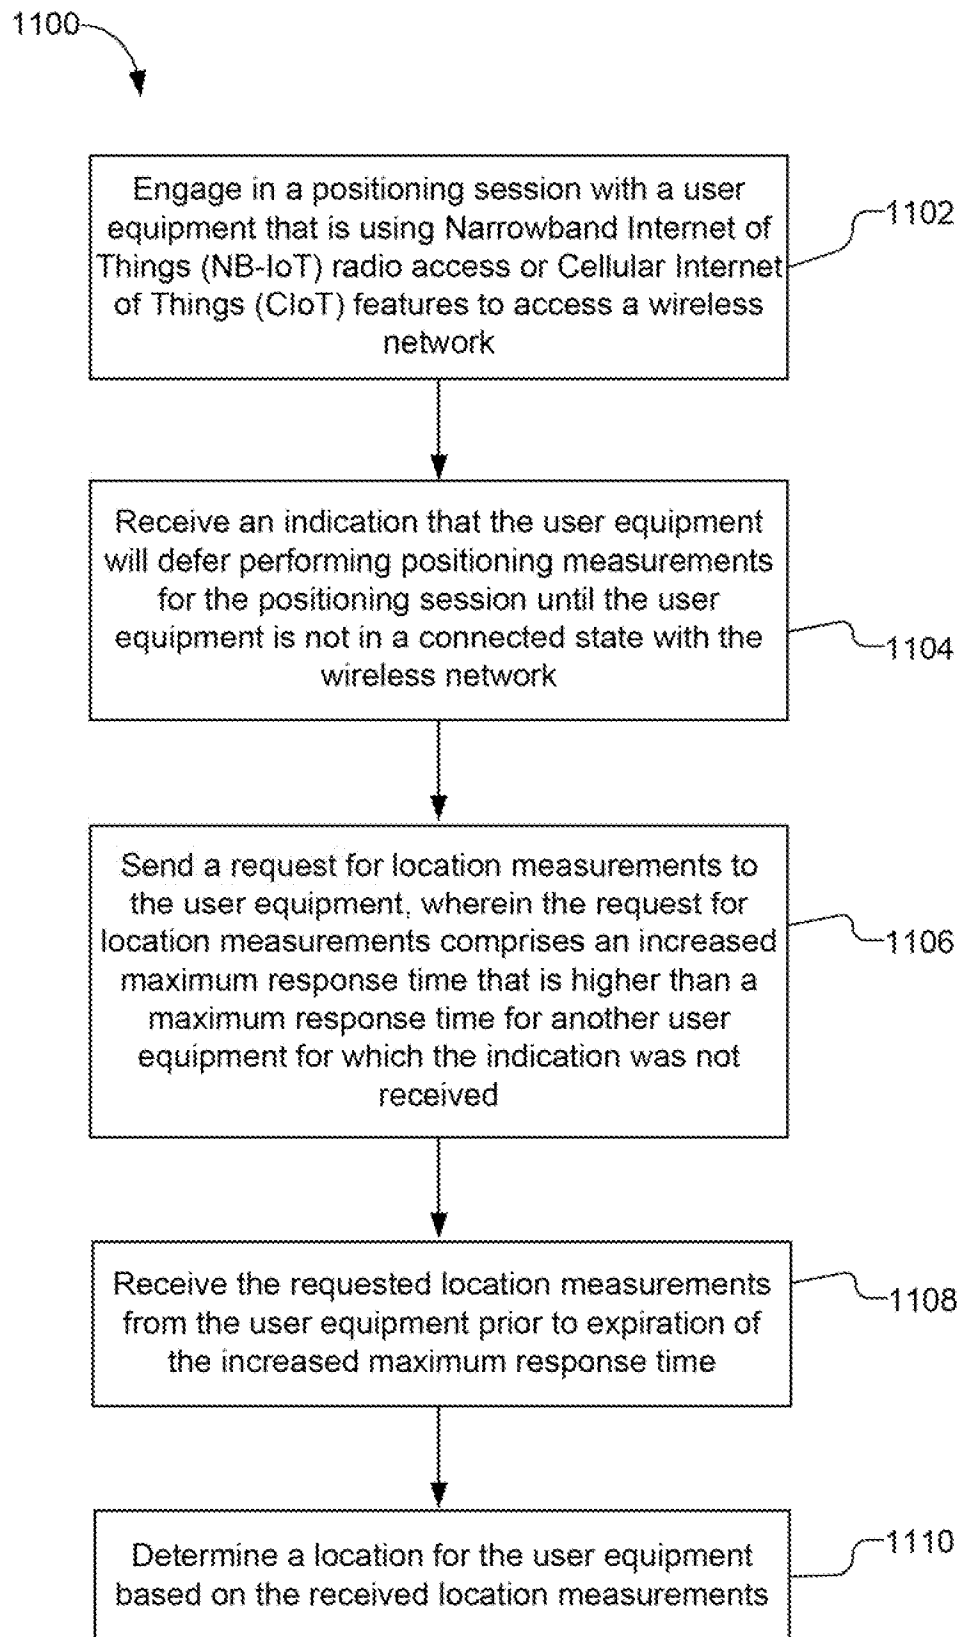 1100
Engage in a positioning session with a user
equipment that is using Narrowband Internet of
Things (NB-IoT) radio access or Cellular Internet
of Things (CIoT) features to access a wireless
network
1102
Receive an indication that the user equipment
will defer performing positioning measurements
for the positioning session until the user
equipment is not in a connected state with the
wireless network
1104
Send a request for location measurements to
the user equipment, wherein the request for
location measurements comprises an increased
maximum response time that is higher than a
maximum response time for another user
equipment for which the indication was not
received
1106
Receive the requested location measurements
from the user equipment prior to expiration of
the increased maximum response time
1108
Determine a location for the user equipment
based on the received location measurements
1110